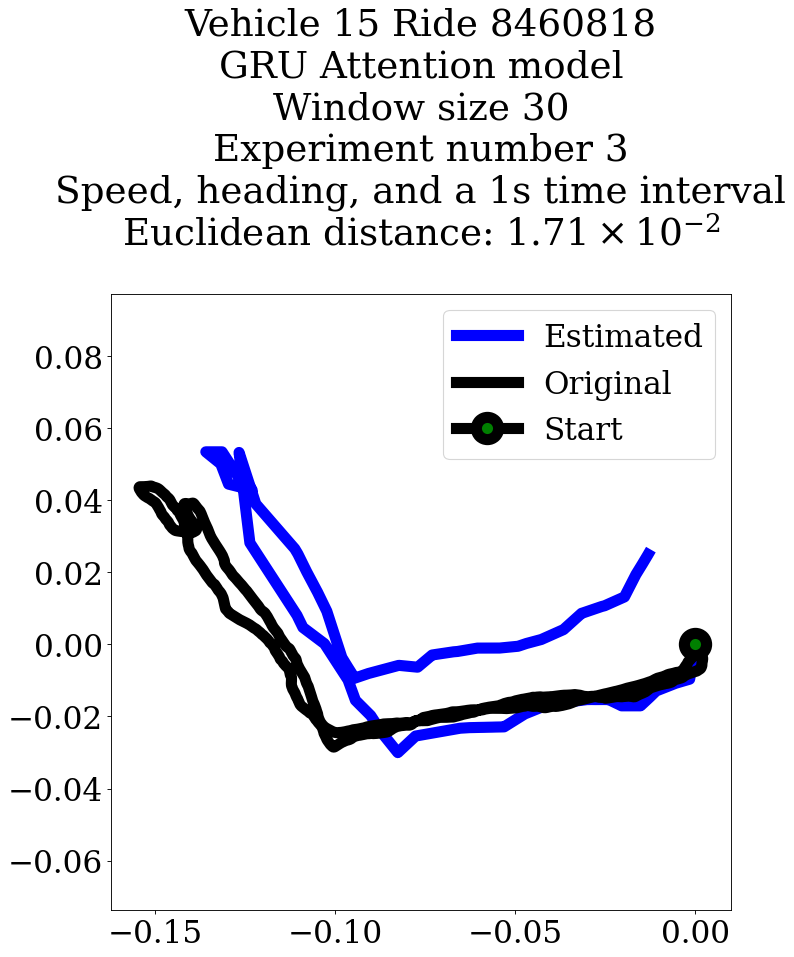 Vehicle 15 Ride 8460818
GRU Attention model
Window size 30
Experiment number 3
Speed, heading, and a 1s time interval
Euclidean distance: 1.71 × 10⁻²
Estimated
Original
Start
0.08
0.06
0.04
0.02
0.00
−0.02
−0.04
−0.06
−0.15 −0.10 −0.05 0.00